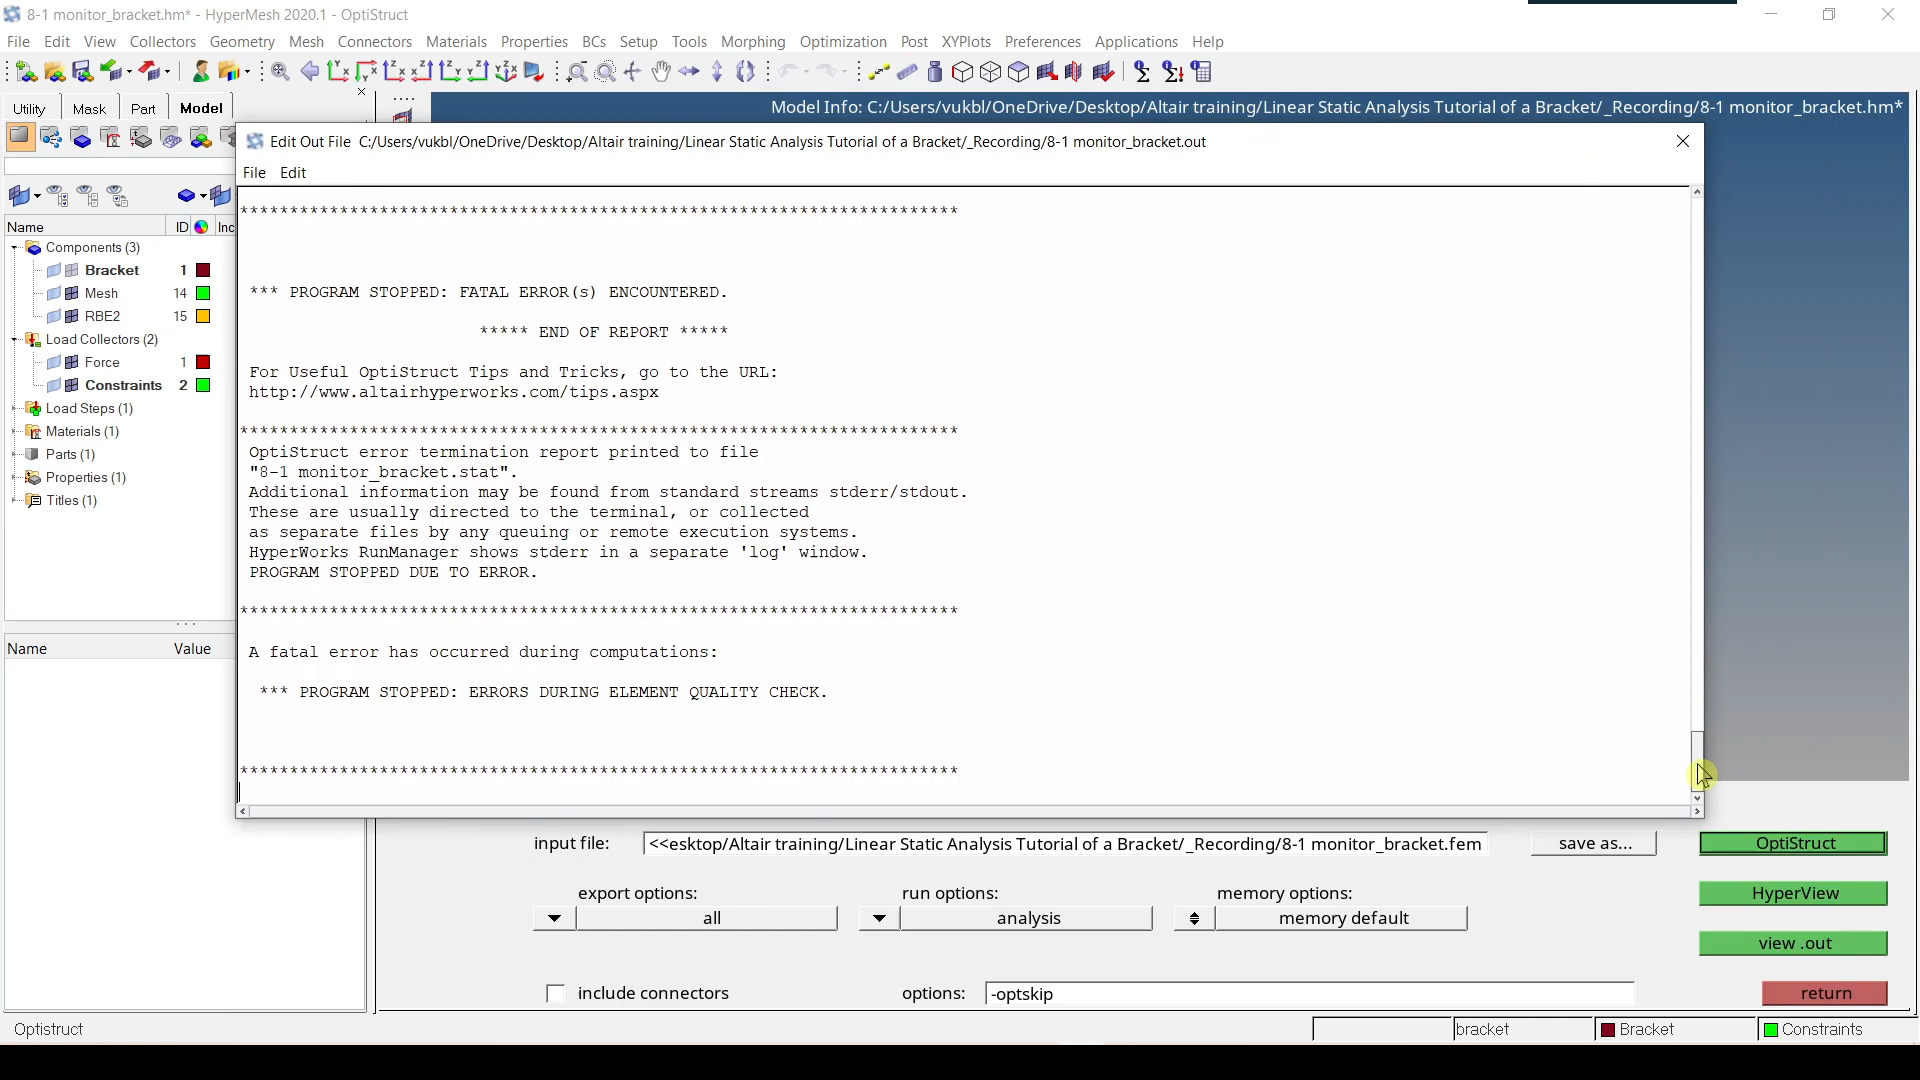 8-1 monitor_bracket.hm* - HyperMesh 2020.1 - OptiStruct
File Edit View Collectors Geometry Mesh Connectors Materials Properties BCs Setup Tools Morphing Optimization Post XYPlots Preferences Applications Help
Utility Mask Part Model
Model Info: C:/Users/vukbl/OneDrive/Desktop/Altair training/Linear Static Analysis Tutorial of a Bracket/_Recording/8-1 monitor_bracket.hm*
Edit Out File C:/Users/vukbl/OneDrive/Desktop/Altair training/Linear Static Analysis Tutorial of a Bracket/_Recording/8-1 monitor_bracket.out
File Edit
Name ID Inc
Components (3)
Bracket 1
Mesh 14
RBE2 15
Load Collectors (2)
Force 1
Constraints 2
Load Steps (1)
Materials (1)
Parts (1)
Properties (1)
Titles (1)
Name Value
************************************************************************
*** PROGRAM STOPPED: FATAL ERROR(s) ENCOUNTERED.
***** END OF REPORT *****
For Useful OptiStruct Tips and Tricks, go to the URL:
http://www.altairhyperworks.com/tips.aspx
************************************************************************
OptiStruct error termination report printed to file
"8-1 monitor_bracket.stat".
Additional information may be found from standard streams stderr/stdout.
These are usually directed to the terminal, or collected
as separate files by any queuing or remote execution systems.
HyperWorks RunManager shows stderr in a separate 'log' window.
PROGRAM STOPPED DUE TO ERROR.
************************************************************************
A fatal error has occurred during computations:
*** PROGRAM STOPPED: ERRORS DURING ELEMENT QUALITY CHECK.
************************************************************************
input file: <<esktop/Altair training/Linear Static Analysis Tutorial of a Bracket/_Recording/8-1 monitor_bracket.fem save as... OptiStruct
export options: run options: memory options: HyperView
all analysis memory default
view .out
include connectors options: -optskip return
Optistruct bracket Bracket Constraints